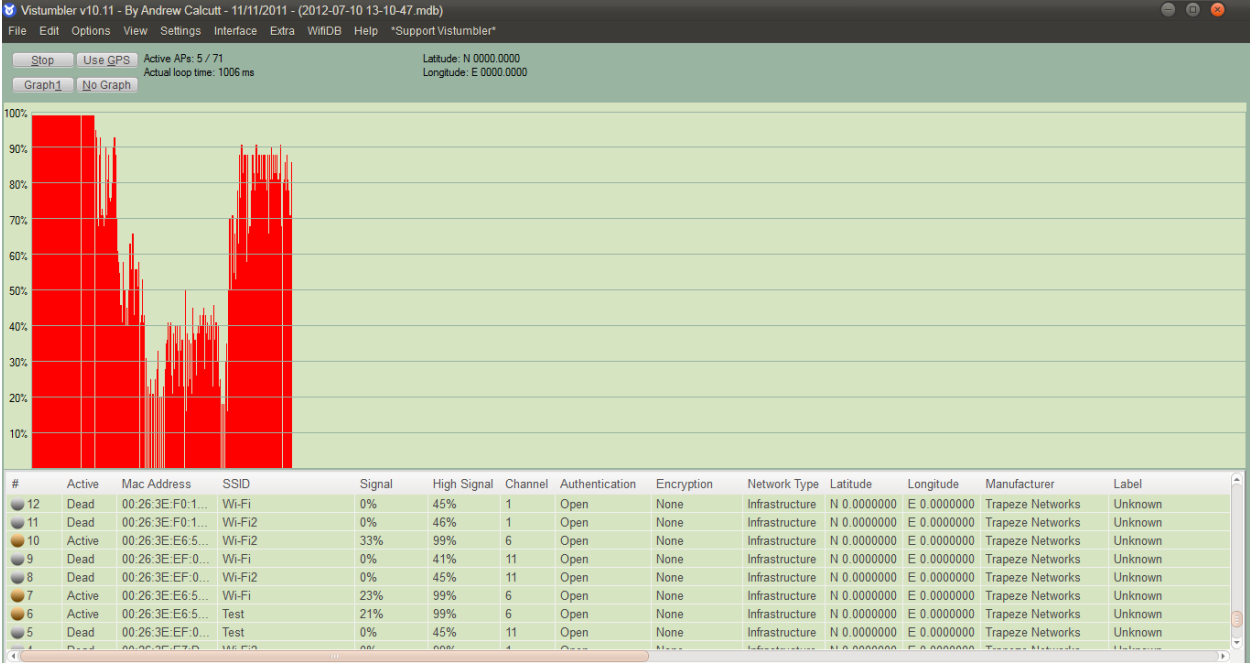 Vistumbler v10.11 - By Andrew Calcutt - 11/11/2011 - (2012-07-10 13-10-47.mdb)
File Edit Options View Settings Interface Extra WifiDB Help *Support Vistumbler*
Stop Use GPS Active APs: 5 / 71 Latitude: N 0000.0000
Actual loop time: 1006 ms Longitude: E 0000.0000
Graph1 No Graph
100%
90%
80%
70%
60%
50%
40%
30%
20%
10%
# Active Mac Address SSID Signal High Signal Channel Authentication Encryption Network Type Latitude Longitude Manufacturer Label
12 Dead 00:26:3E:F0:1... Wi-Fi 0% 45% 1 Open None Infrastructure N 0.0000000 E 0.0000000 Trapeze Networks Unknown
11 Dead 00:26:3E:F0:1... Wi-Fi2 0% 46% 1 Open None Infrastructure N 0.0000000 E 0.0000000 Trapeze Networks Unknown
10 Active 00:26:3E:E6:5... Wi-Fi2 33% 99% 6 Open None Infrastructure N 0.0000000 E 0.0000000 Trapeze Networks Unknown
9 Dead 00:26:3E:EF:0... Wi-Fi 0% 41% 11 Open None Infrastructure N 0.0000000 E 0.0000000 Trapeze Networks Unknown
8 Dead 00:26:3E:EF:0... Wi-Fi2 0% 45% 11 Open None Infrastructure N 0.0000000 E 0.0000000 Trapeze Networks Unknown
7 Active 00:26:3E:E6:5... Wi-Fi 23% 99% 6 Open None Infrastructure N 0.0000000 E 0.0000000 Trapeze Networks Unknown
6 Active 00:26:3E:E6:5... Test 21% 99% 6 Open None Infrastructure N 0.0000000 E 0.0000000 Trapeze Networks Unknown
5 Dead 00:26:3E:EF:0... Test 0% 45% 11 Open None Infrastructure N 0.0000000 E 0.0000000 Trapeze Networks Unknown